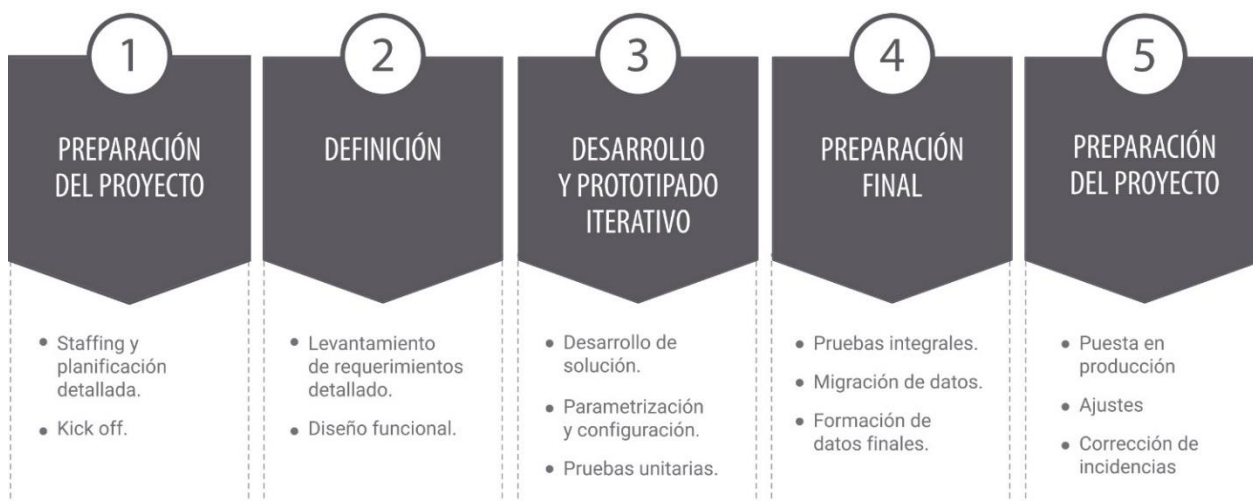 1
PREPARACIÓN
DEL PROYECTO
Staffing y
planificación
detallada.
Kick off.
2
DEFINICIÓN
Levantamiento
de requerimientos
detallado.
Diseño funcional.
3
DESARROLLO
Y PROTOTIPADO
ITERATIVO
Desarrollo de
solución.
Parametrización
y configuración.
Pruebas unitarias.
4
PREPARACIÓN
FINAL
Pruebas integrales.
Migración de datos.
Formación de
datos finales.
5
PREPARACIÓN
DEL PROYECTO
Puesta en
producción
Ajustes
Corrección de
incidencias